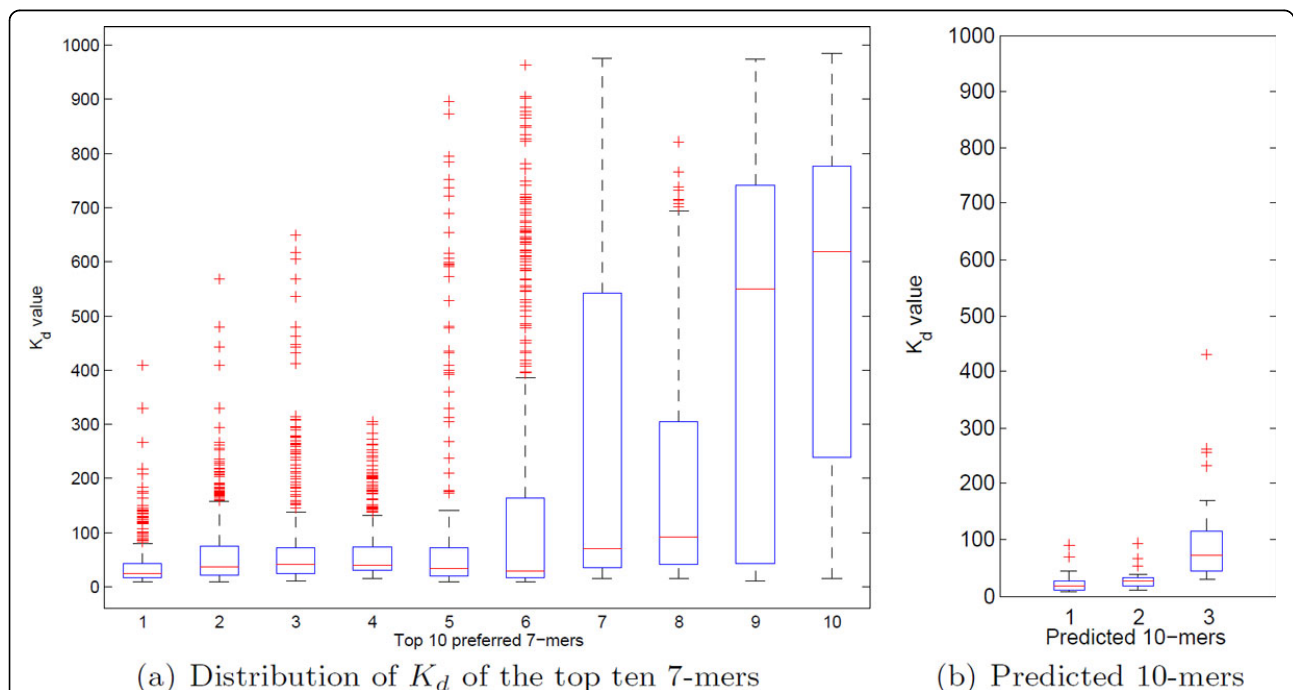 1000
900
800
700
600
500
400
300
200
100
0
K_d value
1 2 3 4 5 6 7 8 9 10
Top 10 preferred 7−mers
(a) Distribution of K_d of the top ten 7-mers
1000
900
800
700
600
500
400
300
200
100
0
K_d value
1 2 3
Predicted 10−mers
(b) Predicted 10-mers